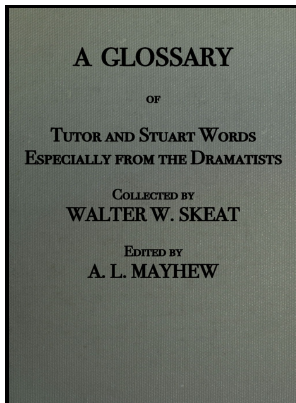 A GLOSSARY
OF
TUTOR AND STUART WORDS
ESPECIALLY FROM THE DRAMATISTS
COLLECTED BY
WALTER W. SKEAT
EDITED BY
A. L. MAYHEW